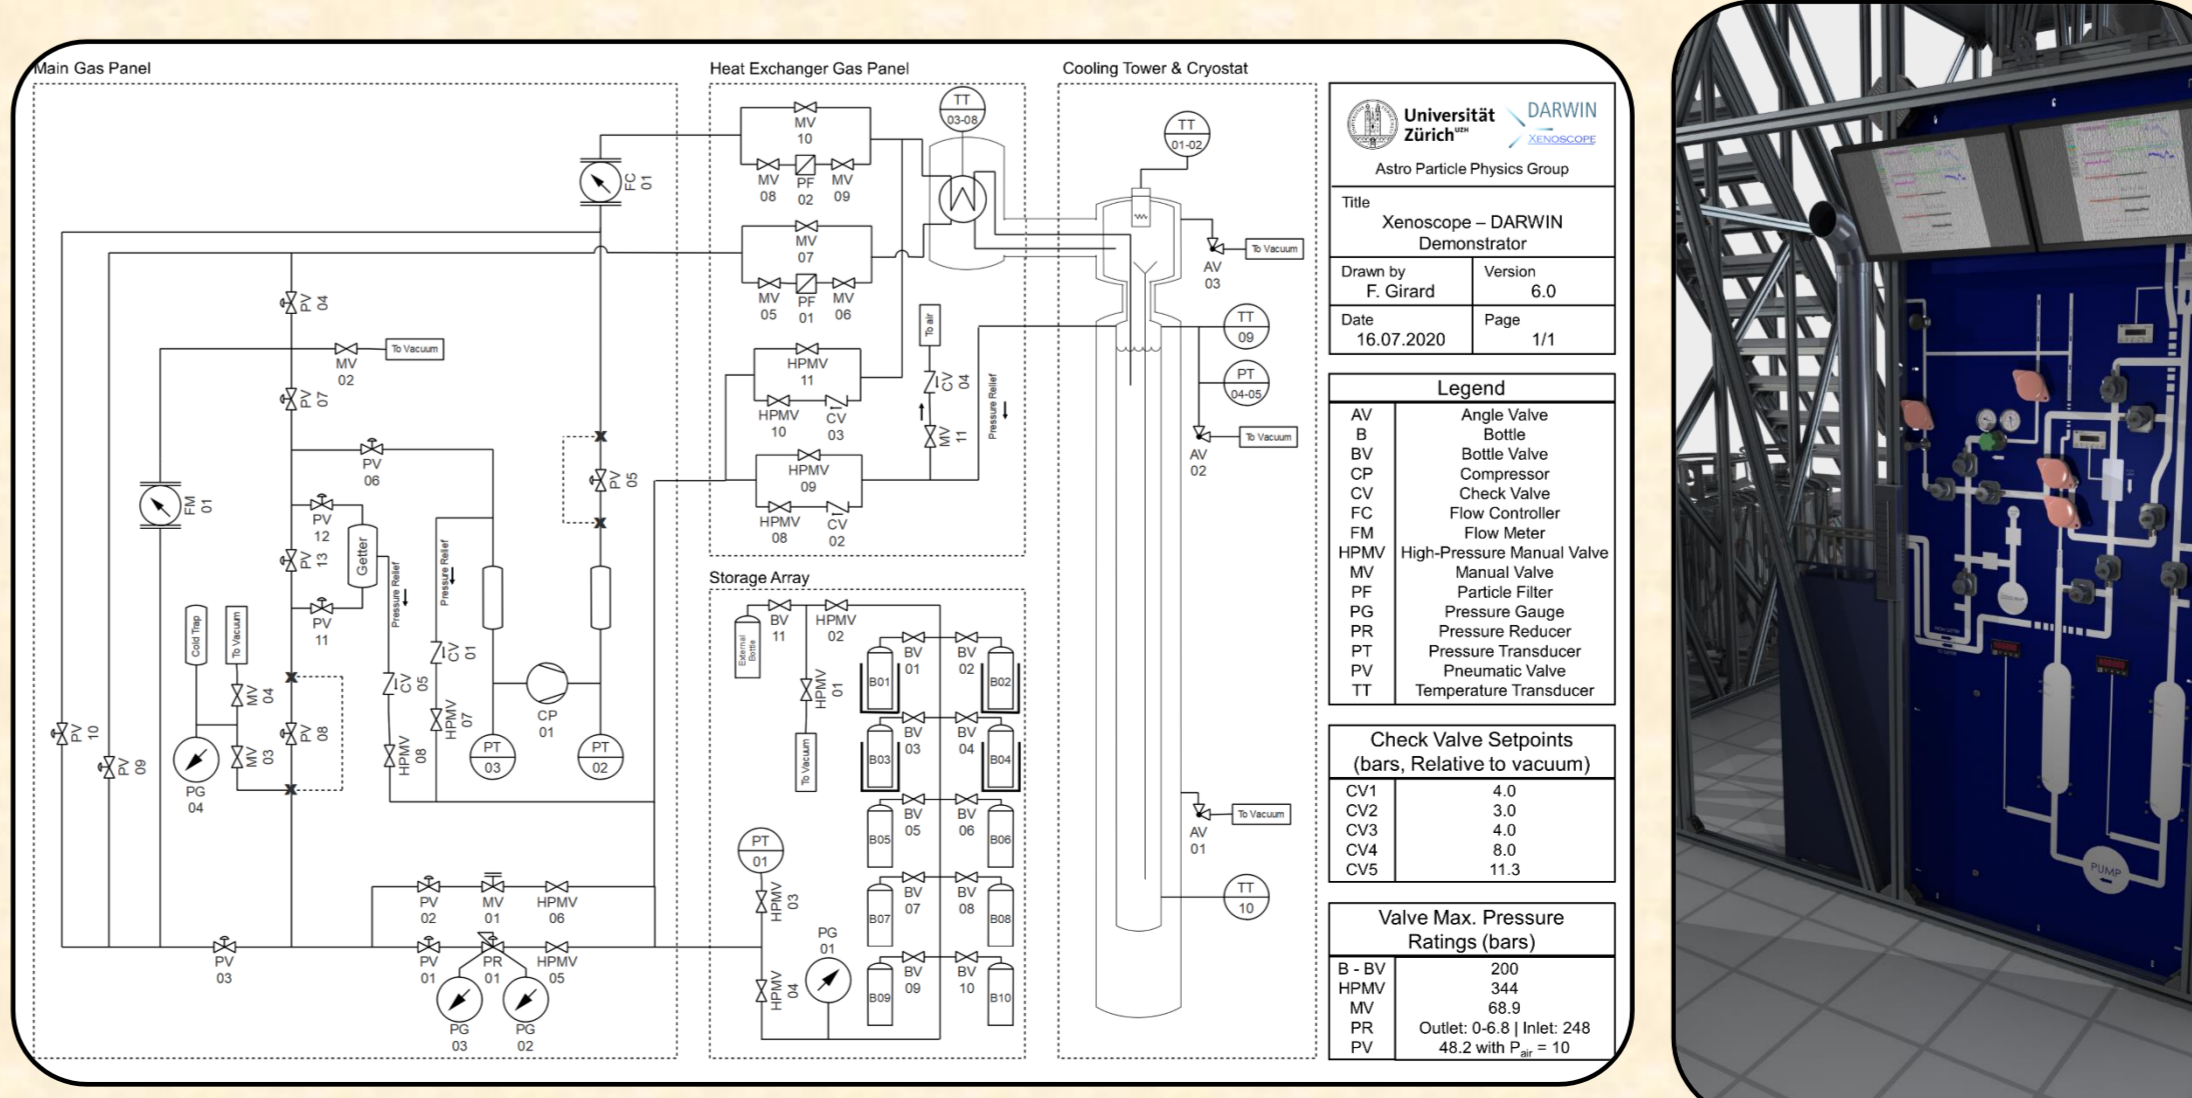 Main Gas Panel
Heat Exchanger Gas Panel
Cooling Tower & Cryostat
TT
03-08
TT
01-02
MV
10
MV
08
PF
02
MV
09
FC
01
MV
07
MV
05
PF
01
MV
06
To Vacuum
AV
03
PV
04
To Vacuum
MV
02
PV
07
To air
CV
04
HPMV
11
HPMV
10
CV
03
MV
11
Pressure Relief
TT
09
PT
04-05
To Vacuum
AV
02
PV
06
PV
05
FM
01
HPMV
09
HPMV
08
CV
02
PV
12
PV
13
Getter
PV
11
Pressure Relief
Pressure Relief
Cold Trap
To Vacuum
MV
04
MV
03
PV
08
CV
05
CV
01
HPMV
07
HPMV
08
CP
01
PT
03
PT
02
PV
10
PV
09
PG
04
PV
02
MV
01
HPMV
06
PV
03
PV
01
PR
01
HPMV
05
PG
03
PG
02
Storage Array
External
Bottle
BV
11
HPMV
02
HPMV
01
To Vacuum
BV
01
BV
02
B01
B02
BV
03
BV
04
B03
B04
BV
05
BV
06
B05
B06
BV
07
BV
08
B07
B08
BV
09
BV
10
B09
B10
PT
01
HPMV
03
HPMV
04
PG
01
To Vacuum
AV
01
TT
10
Universität
Zürich UZH
DARWIN
XENOSCOPE
Astro Particle Physics Group
Title
Xenoscope – DARWIN
Demonstrator
Drawn by
F. Girard
Version
6.0
Date
16.07.2020
Page
1/1
Legend
AV Angle Valve
B Bottle
BV Bottle Valve
CP Compressor
CV Check Valve
FC Flow Controller
FM Flow Meter
HPMV High-Pressure Manual Valve
MV Manual Valve
PF Particle Filter
PG Pressure Gauge
PR Pressure Reducer
PT Pressure Transducer
PV Pneumatic Valve
TT Temperature Transducer
Check Valve Setpoints
(bars, Relative to vacuum)
CV1 4.0
CV2 3.0
CV3 4.0
CV4 8.0
CV5 11.3
Valve Max. Pressure
Ratings (bars)
B - BV 200
HPMV 344
MV 68.9
PR Outlet: 0-6.8 | Inlet: 248
PV 48.2 with Pair = 10
PUMP